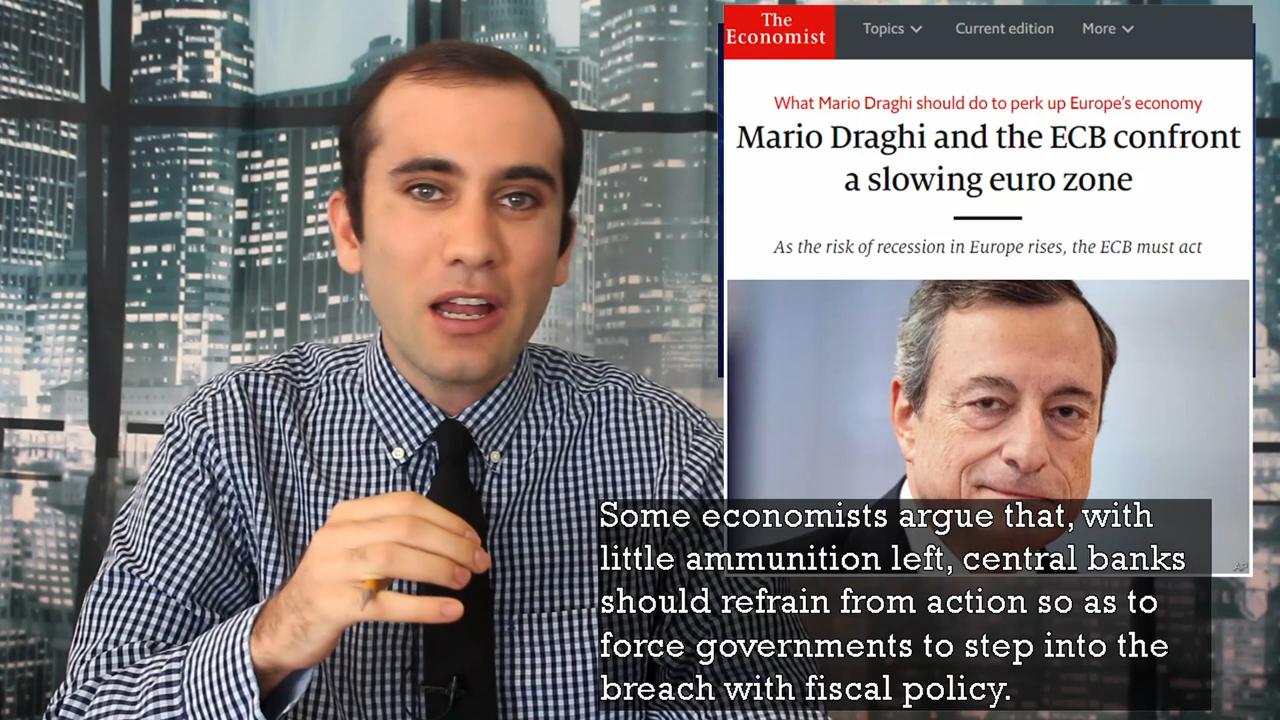 The
Economist
Topics
Current edition
More
What Mario Draghi should do to perk up Europe's economy
Mario Draghi and the ECB confront
a slowing euro zone
As the risk of recession in Europe rises, the ECB must act
AP
Some economists argue that, with
little ammunition left, central banks
should refrain from action so as to
force governments to step into the
breach with fiscal policy.